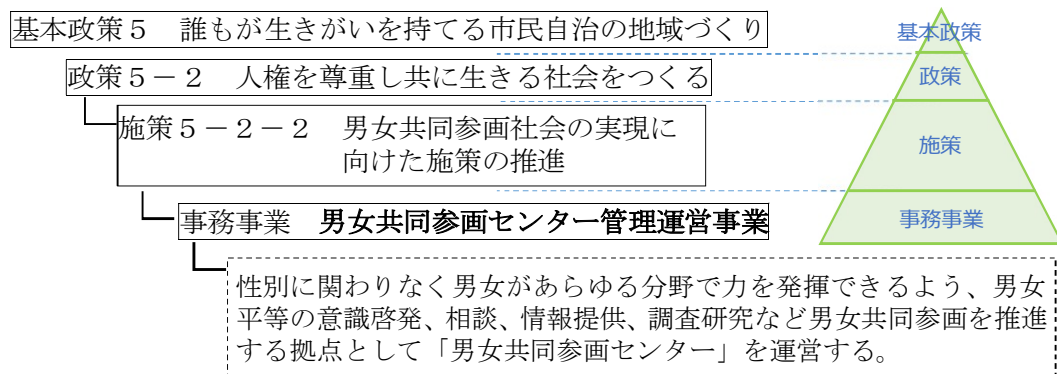 基本政策５　誰もが生きがいを持てる市民自治の地域づくり
政策５－２　人権を尊重し共に生きる社会をつくる
施策５－２－２　男女共同参画社会の実現に
向けた施策の推進
事務事業　男女共同参画センター管理運営事業
性別に関わりなく男女があらゆる分野で力を発揮できるよう、男女
平等の意識啓発、相談、情報提供、調査研究など男女共同参画を推進
する拠点として「男女共同参画センター」を運営する。
基本政策
政策
施策
事務事業